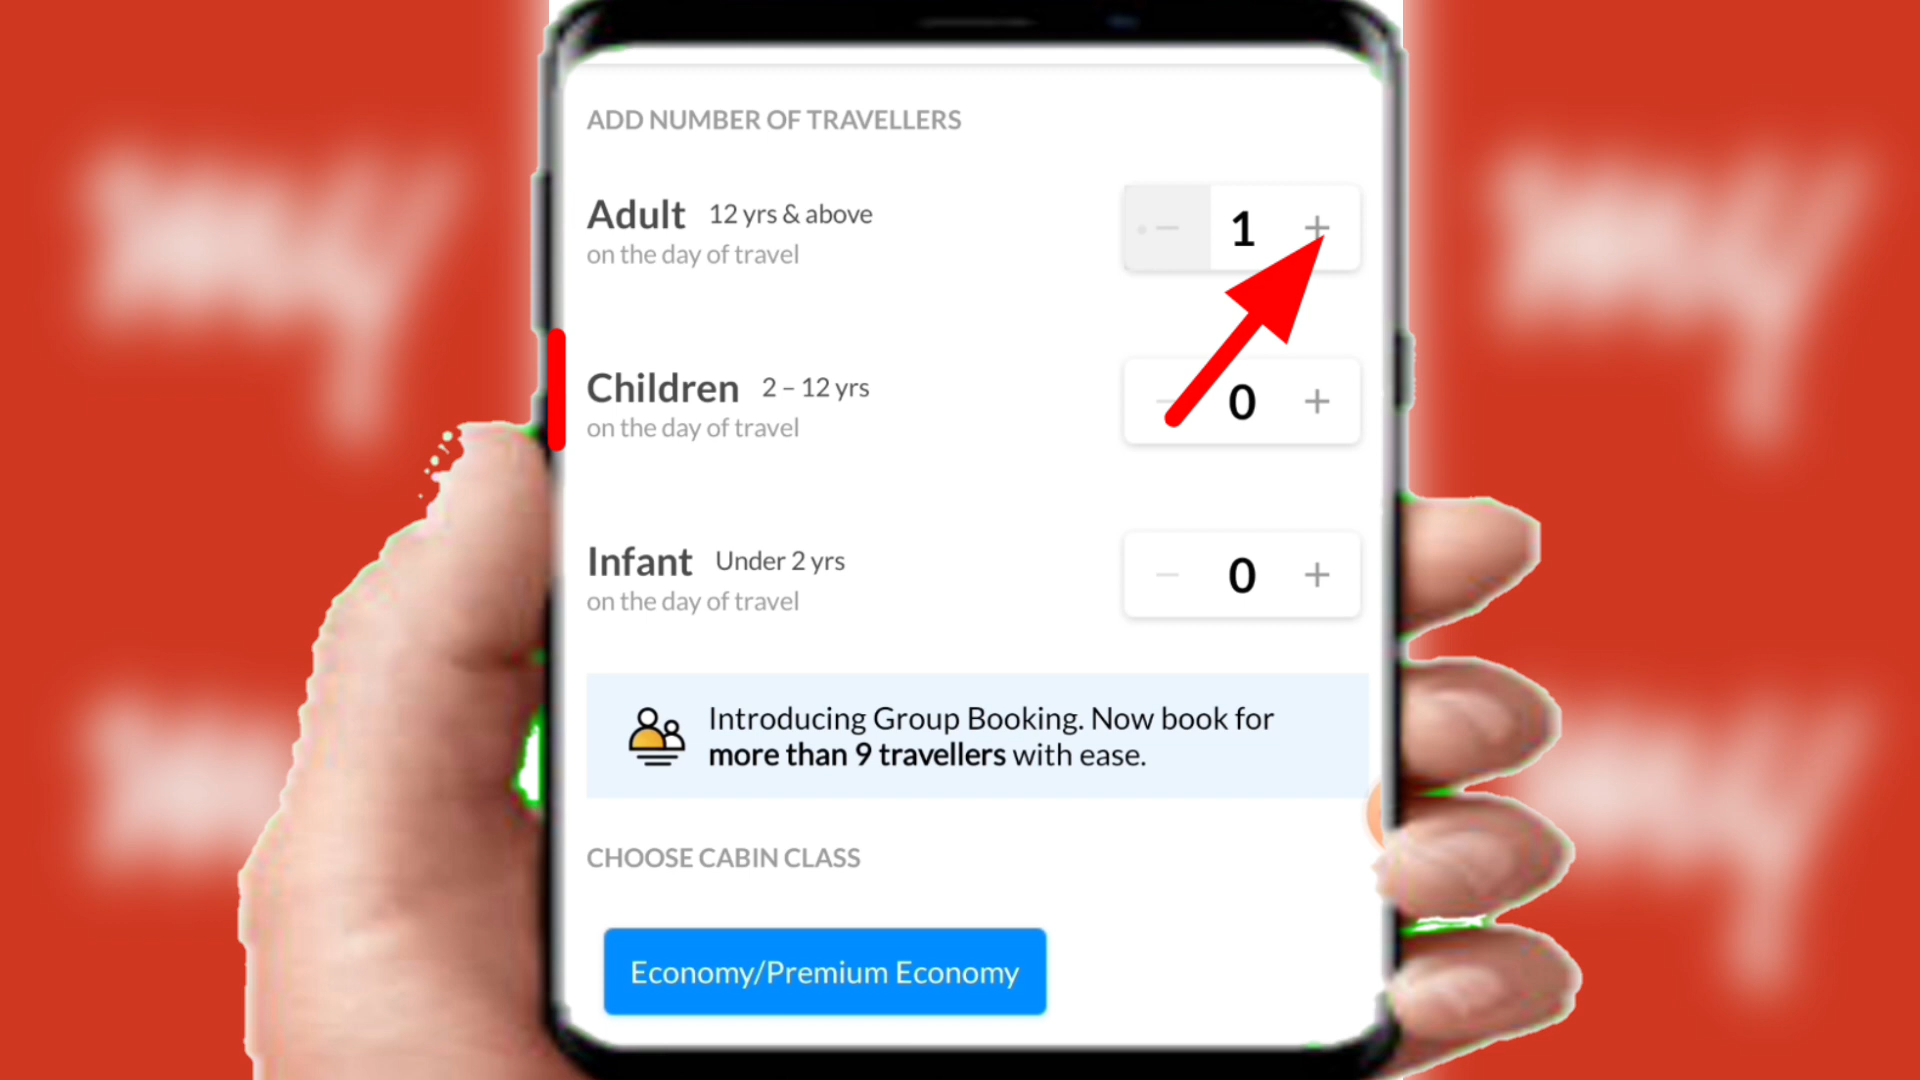 ADD NUMBER OF TRAVELLERS
Adult 12 yrs & above
on the day of travel
1
Children 2 – 12 yrs
on the day of travel
0
Infant Under 2 yrs
on the day of travel
0
Introducing Group Booking. Now book for
more than 9 travellers with ease.
CHOOSE CABIN CLASS
Economy/Premium Economy